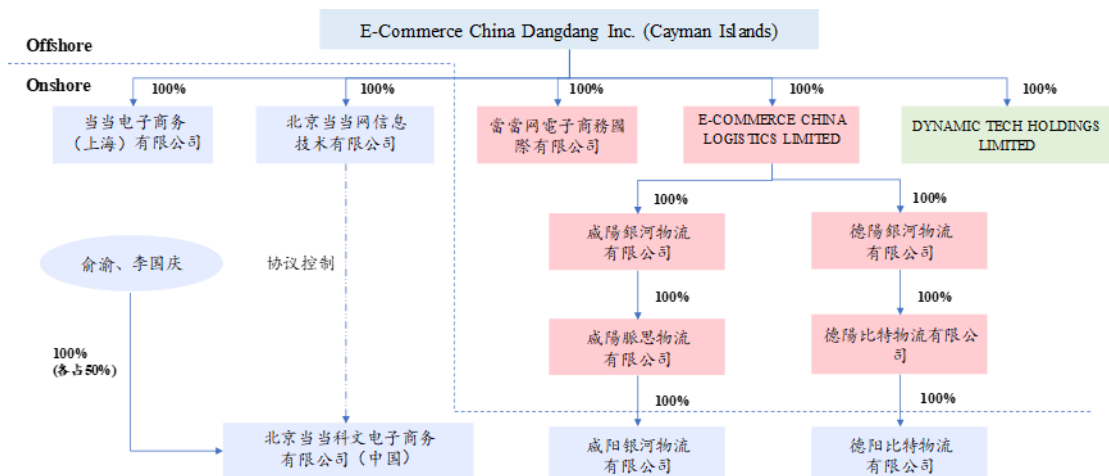 E-Commerce China Dangdang Inc. (Cayman Islands)
Offshore
Onshore
100%
100%
100%
100%
100%
当当电子商务
（上海）有限公司
北京当当网信息
技术有限公司
當當网電子商務國
際有限公司
E-COMMERCE CHINA
LOGISTICS LIMITED
DYNAMIC TECH HOLDINGS
LIMITED
100%
100%
咸陽銀河物流
有限公司
德陽銀河物流
有限公司
俞渝、李国庆
协议控制
100%
100%
咸陽脈思物流
有限公司
德陽比特物流有限公
司
100%
(各占50%)
100%
100%
北京当当科文电子商务
有限公司（中国）
咸阳银河物流
有限公司
德阳比特物流
有限公司